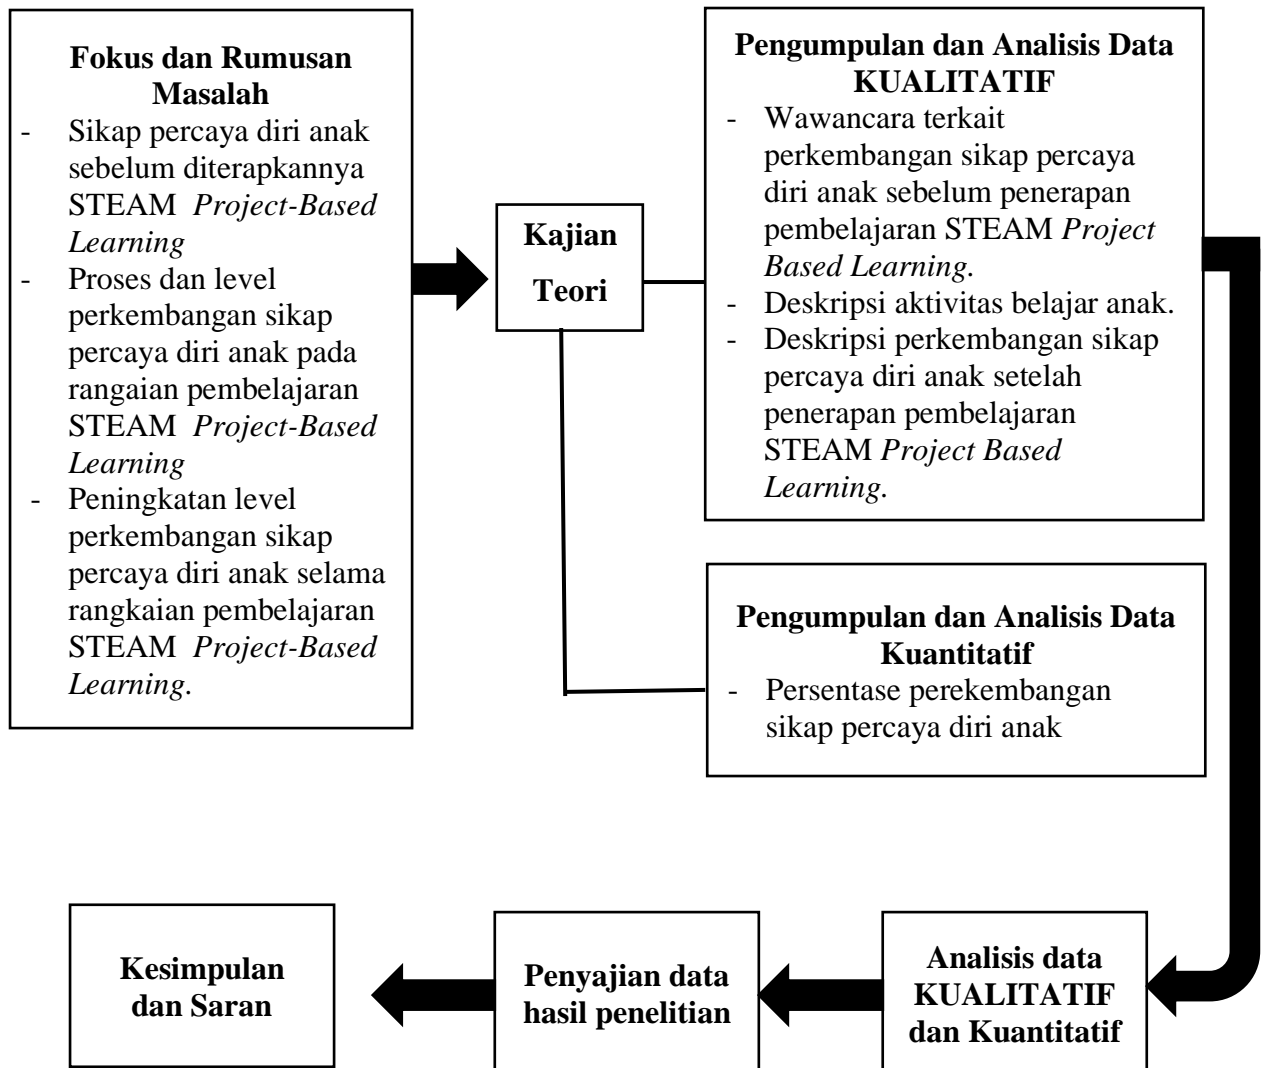 Fokus dan Rumusan
Masalah
- Sikap percaya diri anak
sebelum diterapkannya
STEAM Project-Based
Learning
- Proses dan level
perkembangan sikap
percaya diri anak pada
rangaian pembelajaran
STEAM Project-Based
Learning
- Peningkatan level
perkembangan sikap
percaya diri anak selama
rangkaian pembelajaran
STEAM Project-Based
Learning.
Kajian
Teori
Pengumpulan dan Analisis Data
KUALITATIF
- Wawancara terkait
perkembangan sikap percaya
diri anak sebelum penerapan
pembelajaran STEAM Project
Based Learning.
- Deskripsi aktivitas belajar anak.
- Deskripsi perkembangan sikap
percaya diri anak setelah
penerapan pembelajaran
STEAM Project Based
Learning.
Pengumpulan dan Analisis Data
Kuantitatif
- Persentase perekembangan
sikap percaya diri anak
Analisis data
KUALITATIF
dan Kuantitatif
Penyajian data
hasil penelitian
Kesimpulan
dan Saran